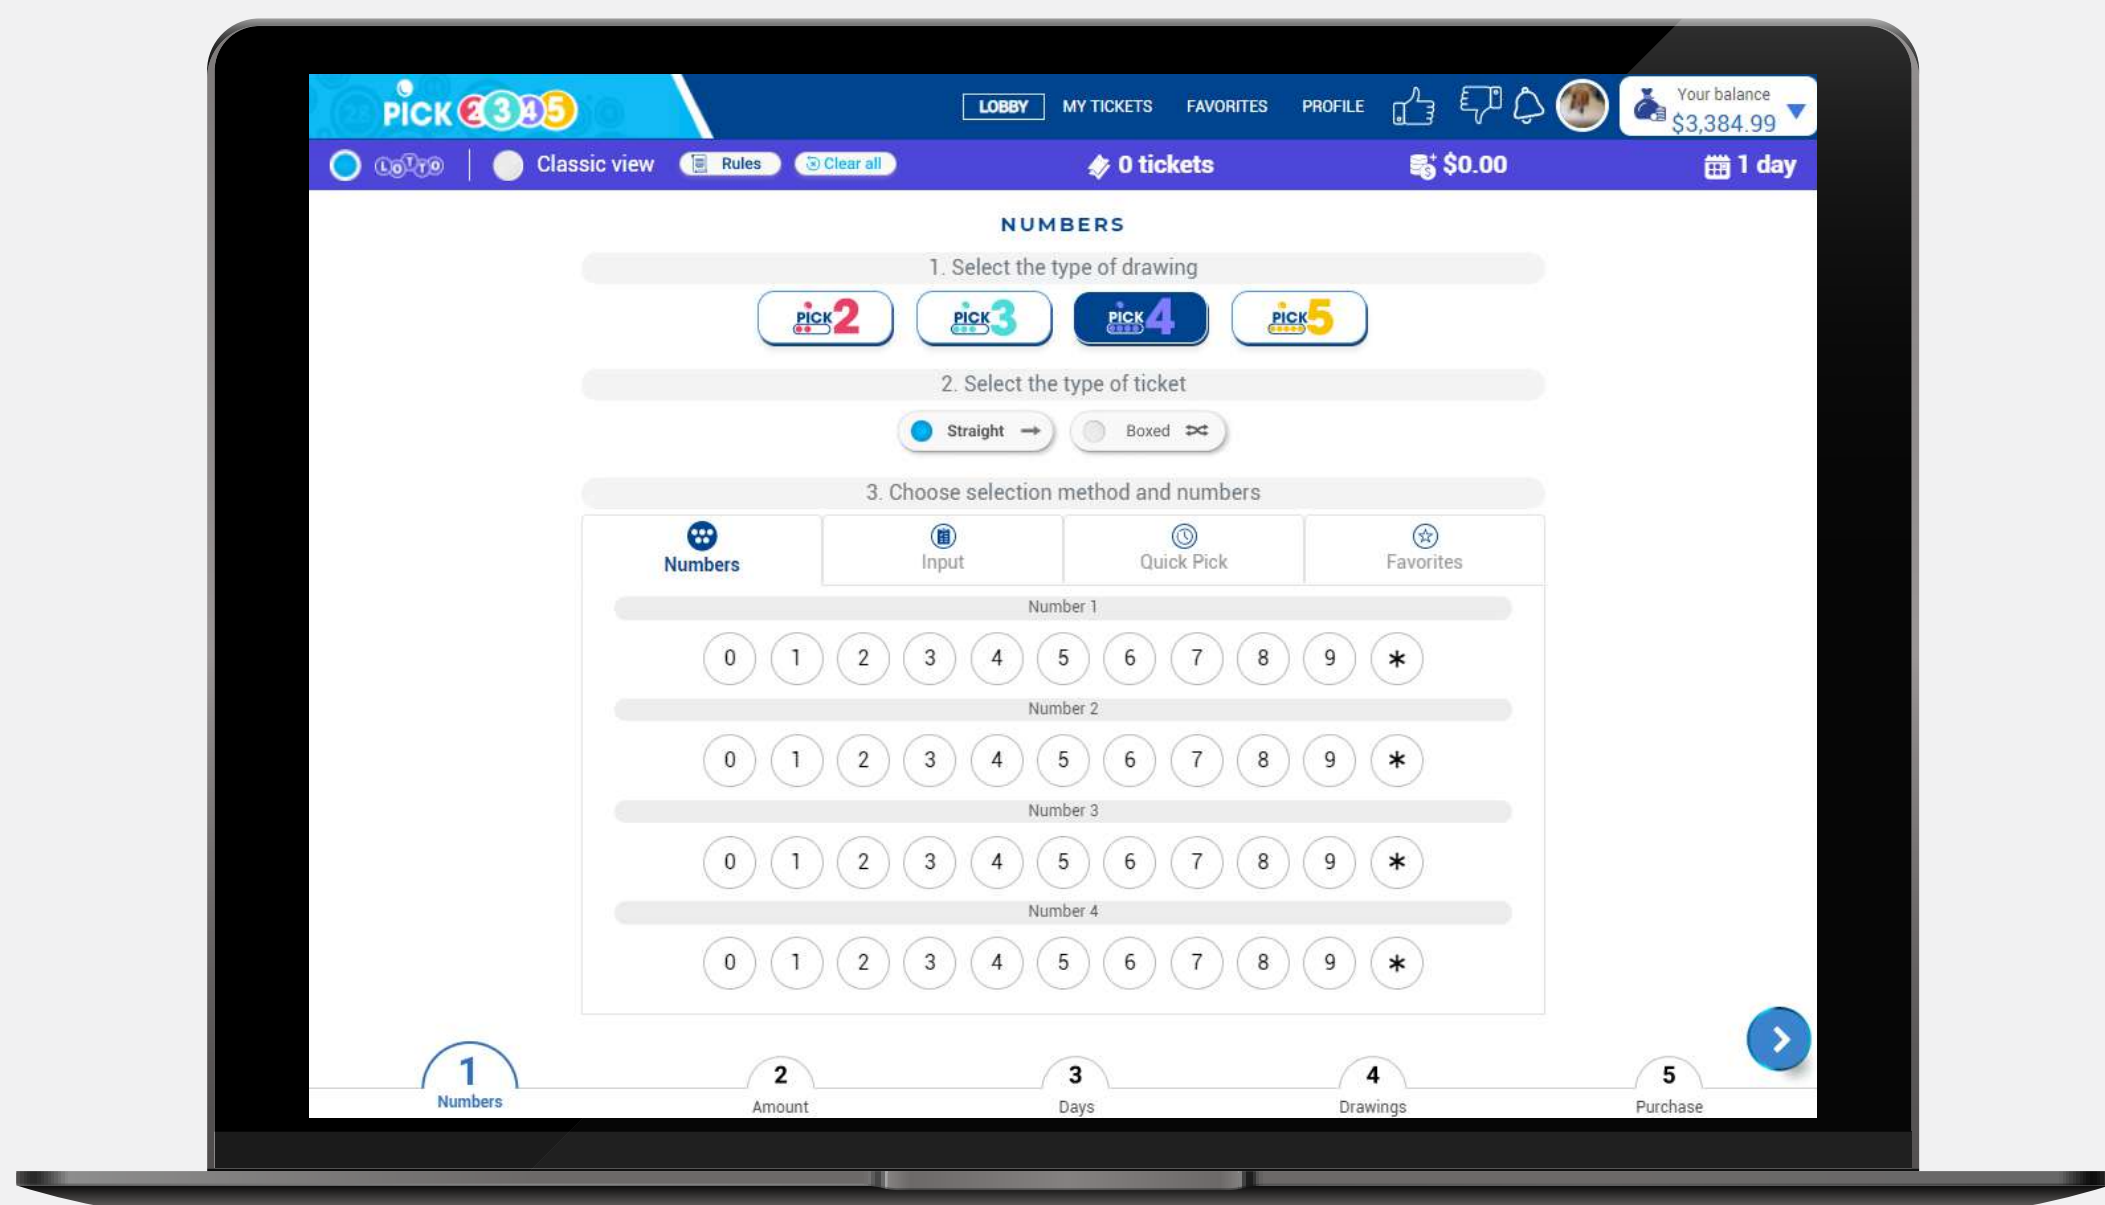 PICK 2345
LOBBY MY TICKETS FAVORITES PROFILE
Your balance
$3,384.99
LOTTO Classic view Rules Clear all 0 tickets $0.00 1 day
NUMBERS
1. Select the type of drawing
PICK 2 PICK 3 PICK 4 PICK 5
2. Select the type of ticket
Straight Boxed
3. Choose selection method and numbers
Numbers Input Quick Pick Favorites
Number 1
0 1 2 3 4 5 6 7 8 9 *
Number 2
0 1 2 3 4 5 6 7 8 9 *
Number 3
0 1 2 3 4 5 6 7 8 9 *
Number 4
0 1 2 3 4 5 6 7 8 9 *
1 2 3 4 5
Numbers Amount Days Drawings Purchase